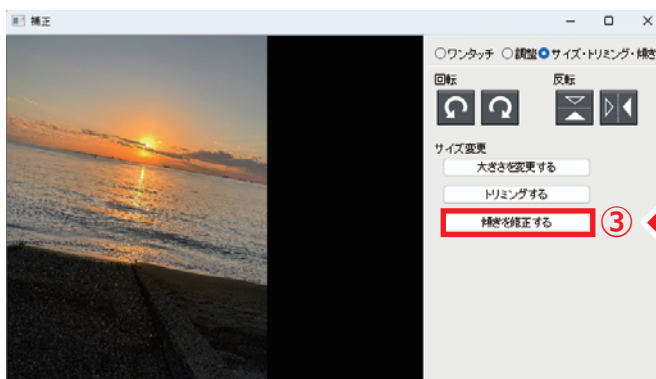 補正
ワンタッチ 調整 サイズ・トリミング・傾き
回転 反転
サイズ変更
大きさを変更する
トリミングする
傾きを修正する
③